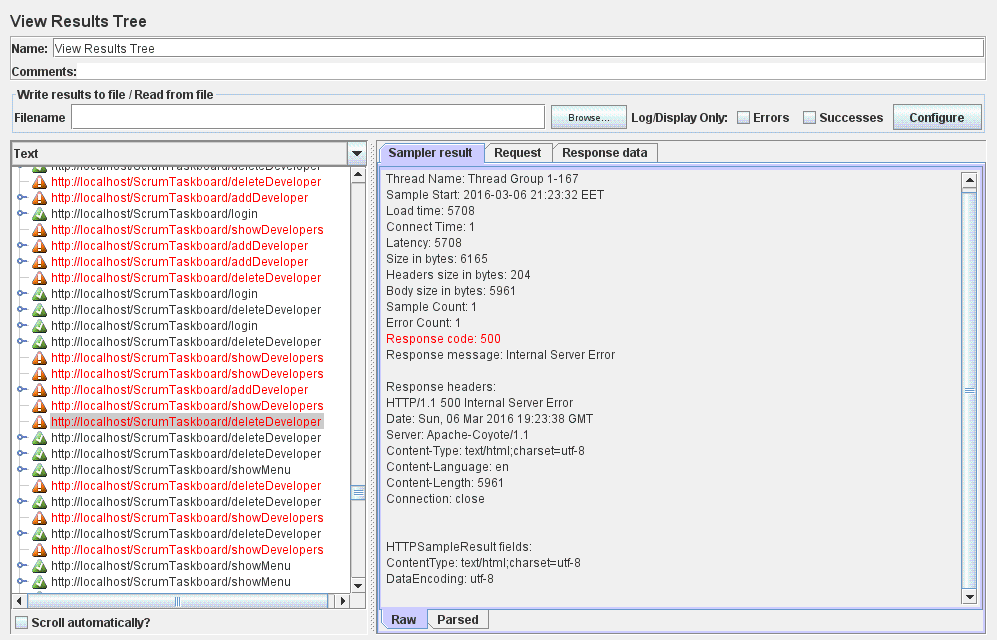 View Results Tree
Name: View Results Tree
Comments:
Write results to file / Read from file
Filename Browse... Log/Display Only: Errors Successes Configure
Text
http://localhost/ScrumTaskboard/deleteDeveloper
http://localhost/ScrumTaskboard/deleteDeveloper
http://localhost/ScrumTaskboard/addDeveloper
http://localhost/ScrumTaskboard/login
http://localhost/ScrumTaskboard/showDevelopers
http://localhost/ScrumTaskboard/addDeveloper
http://localhost/ScrumTaskboard/addDeveloper
http://localhost/ScrumTaskboard/deleteDeveloper
http://localhost/ScrumTaskboard/login
http://localhost/ScrumTaskboard/deleteDeveloper
http://localhost/ScrumTaskboard/login
http://localhost/ScrumTaskboard/deleteDeveloper
http://localhost/ScrumTaskboard/showDevelopers
http://localhost/ScrumTaskboard/showDevelopers
http://localhost/ScrumTaskboard/addDeveloper
http://localhost/ScrumTaskboard/showDevelopers
http://localhost/ScrumTaskboard/deleteDeveloper
http://localhost/ScrumTaskboard/deleteDeveloper
http://localhost/ScrumTaskboard/deleteDeveloper
http://localhost/ScrumTaskboard/showMenu
http://localhost/ScrumTaskboard/deleteDeveloper
http://localhost/ScrumTaskboard/deleteDeveloper
http://localhost/ScrumTaskboard/showDevelopers
http://localhost/ScrumTaskboard/deleteDeveloper
http://localhost/ScrumTaskboard/showDevelopers
http://localhost/ScrumTaskboard/showMenu
http://localhost/ScrumTaskboard/showMenu
Scroll automatically?
Sampler result Request Response data
Thread Name: Thread Group 1-167
Sample Start: 2016-03-06 21:23:32 EET
Load time: 5708
Connect Time: 1
Latency: 5708
Size in bytes: 6165
Headers size in bytes: 204
Body size in bytes: 5961
Sample Count: 1
Error Count: 1
Response code: 500
Response message: Internal Server Error
Response headers:
HTTP/1.1 500 Internal Server Error
Date: Sun, 06 Mar 2016 19:23:38 GMT
Server: Apache-Coyote/1.1
Content-Type: text/html;charset=utf-8
Content-Language: en
Content-Length: 5961
Connection: close
HTTPSampleResult fields:
ContentType: text/html;charset=utf-8
DataEncoding: utf-8
Raw Parsed